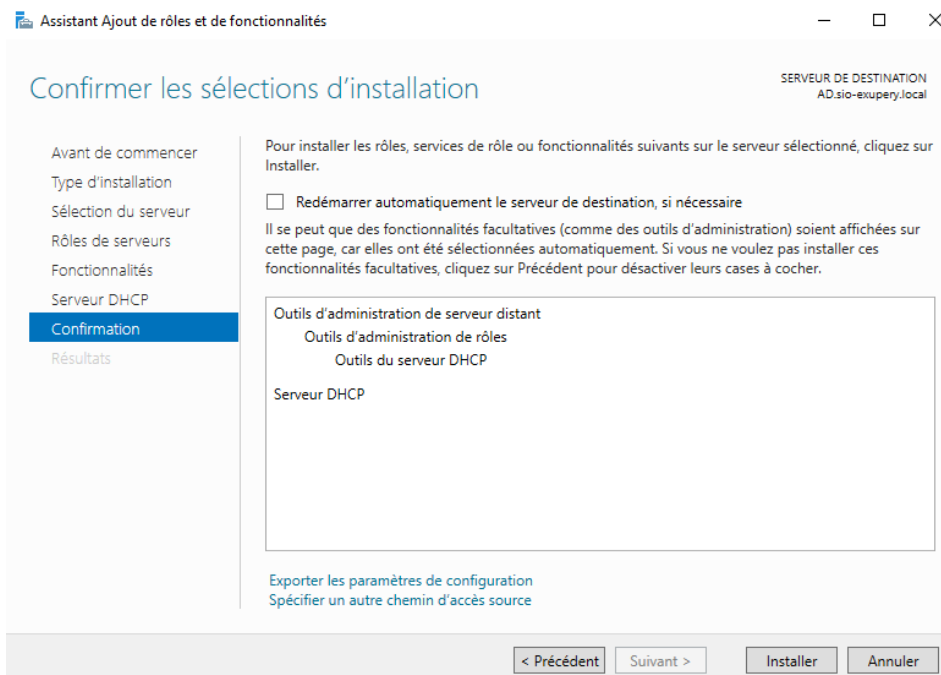 Assistant Ajout de rôles et de fonctionnalités
Confirmer les sélections d'installation
SERVEUR DE DESTINATION
AD.sio-exupery.local
Avant de commencer
Type d'installation
Sélection du serveur
Rôles de serveurs
Fonctionnalités
Serveur DHCP
Confirmation
Résultats
Pour installer les rôles, services de rôle ou fonctionnalités suivants sur le serveur sélectionné, cliquez sur
Installer.
Redémarrer automatiquement le serveur de destination, si nécessaire
Il se peut que des fonctionnalités facultatives (comme des outils d'administration) soient affichées sur
cette page, car elles ont été sélectionnées automatiquement. Si vous ne voulez pas installer ces
fonctionnalités facultatives, cliquez sur Précédent pour désactiver leurs cases à cocher.
Outils d'administration de serveur distant
Outils d'administration de rôles
Outils du serveur DHCP
Serveur DHCP
Exporter les paramètres de configuration
Spécifier un autre chemin d'accès source
< Précédent
Suivant >
Installer
Annuler